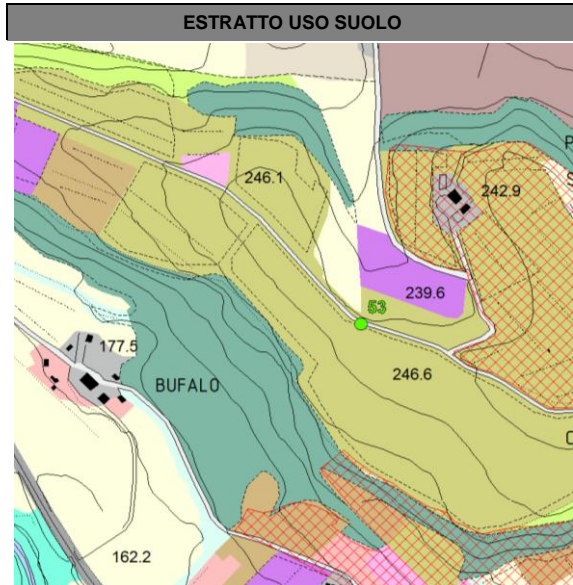 ESTRATTO USO SUOLO
P
S
246.1
242.9
239.6
53
177.5
246.6
BUFALO
C
162.2